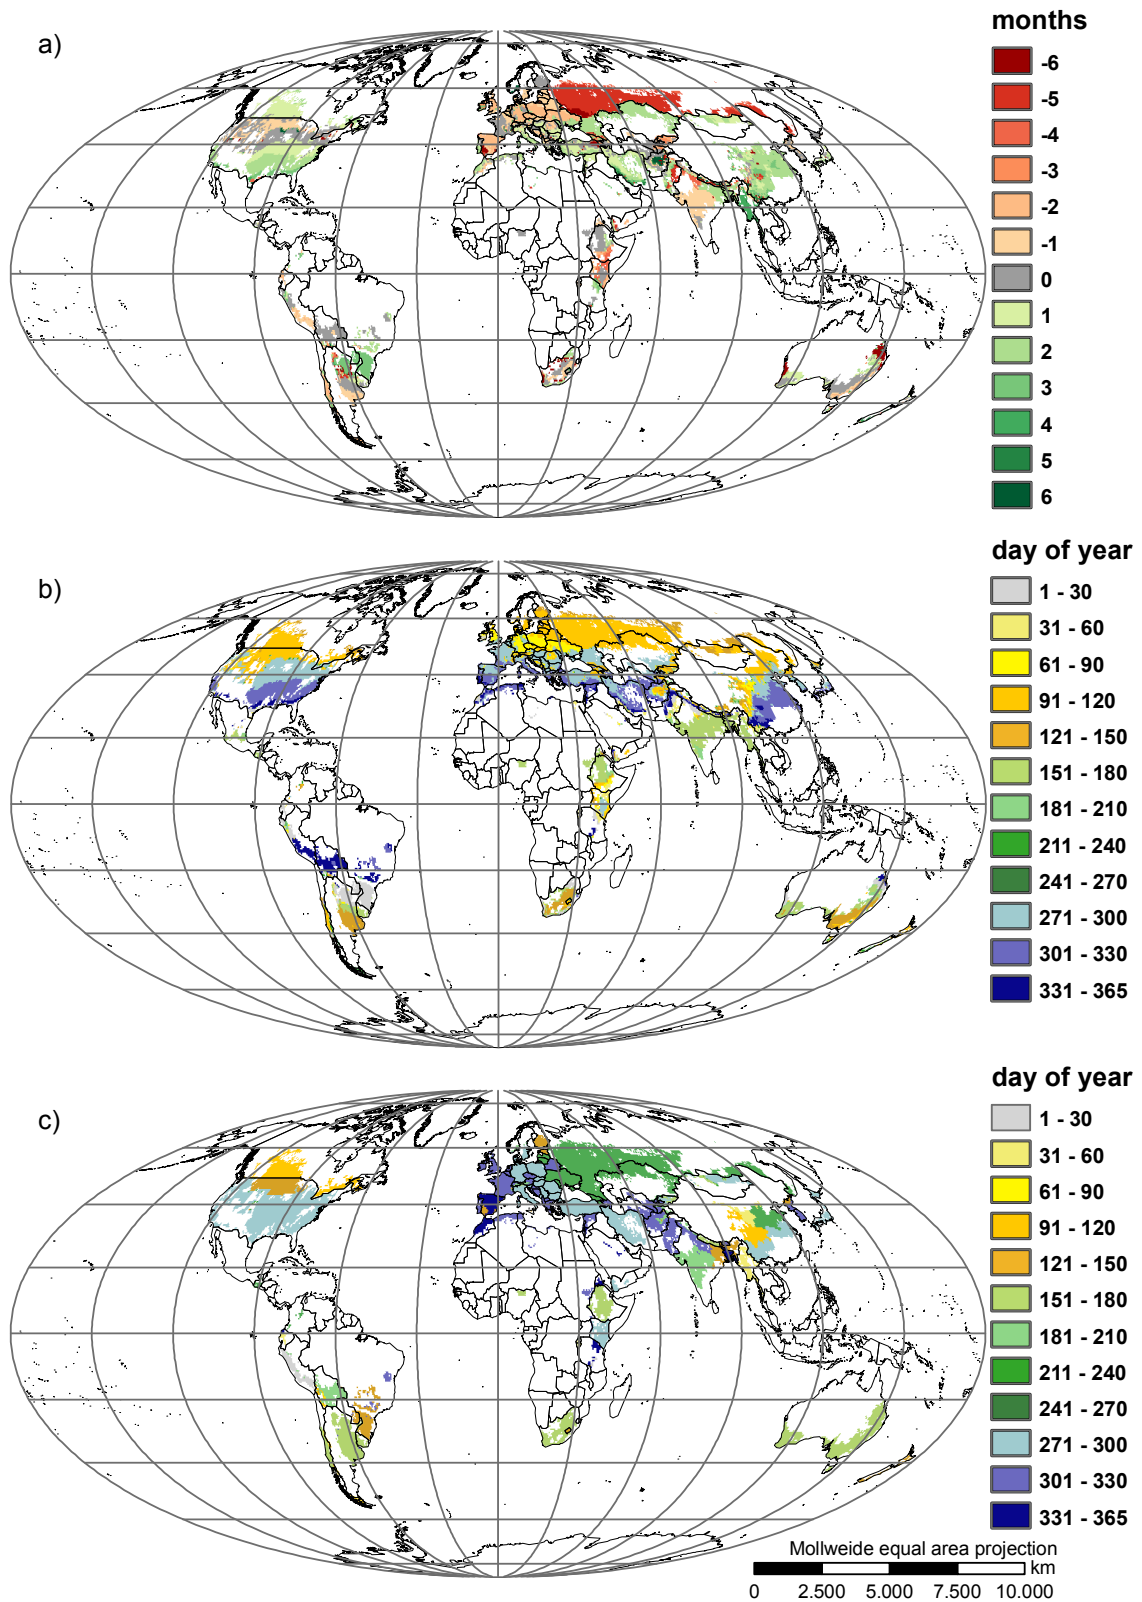 a)
months
-6
-5
-4
-3
-2
-1
0
1
2
3
4
5
6
b)
day of year
1 - 30
31 - 60
61 - 90
91 - 120
121 - 150
151 - 180
181 - 210
211 - 240
241 - 270
271 - 300
301 - 330
331 - 365
c)
day of year
1 - 30
31 - 60
61 - 90
91 - 120
121 - 150
151 - 180
181 - 210
211 - 240
241 - 270
271 - 300
301 - 330
331 - 365
Mollweide equal area projection
km
0 2.500 5.000 7.500 10.000